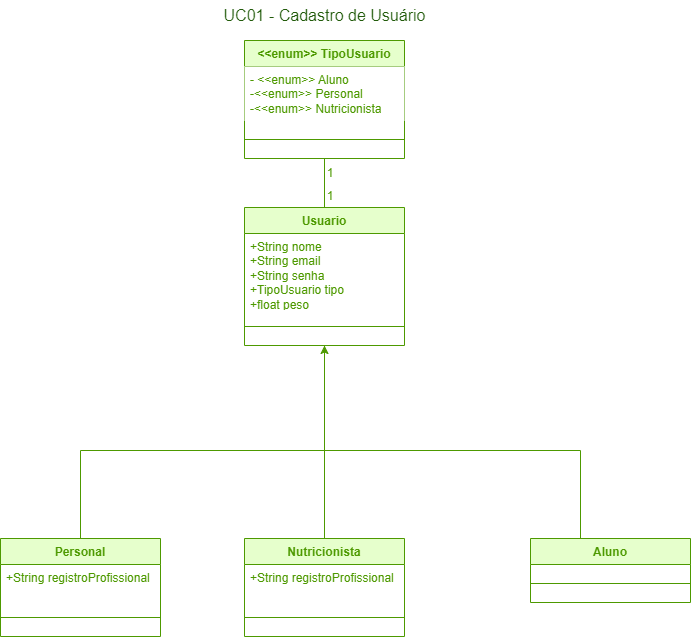 UC01 - Cadastro de Usuário
<<enum>> TipoUsuario
- <<enum>> Aluno
-<<enum>> Personal
-<<enum>> Nutricionista
1
1
Usuario
+String nome
+String email
+String senha
+TipoUsuario tipo
+float peso
Personal
+String registroProfissional
Nutricionista
+String registroProfissional
Aluno